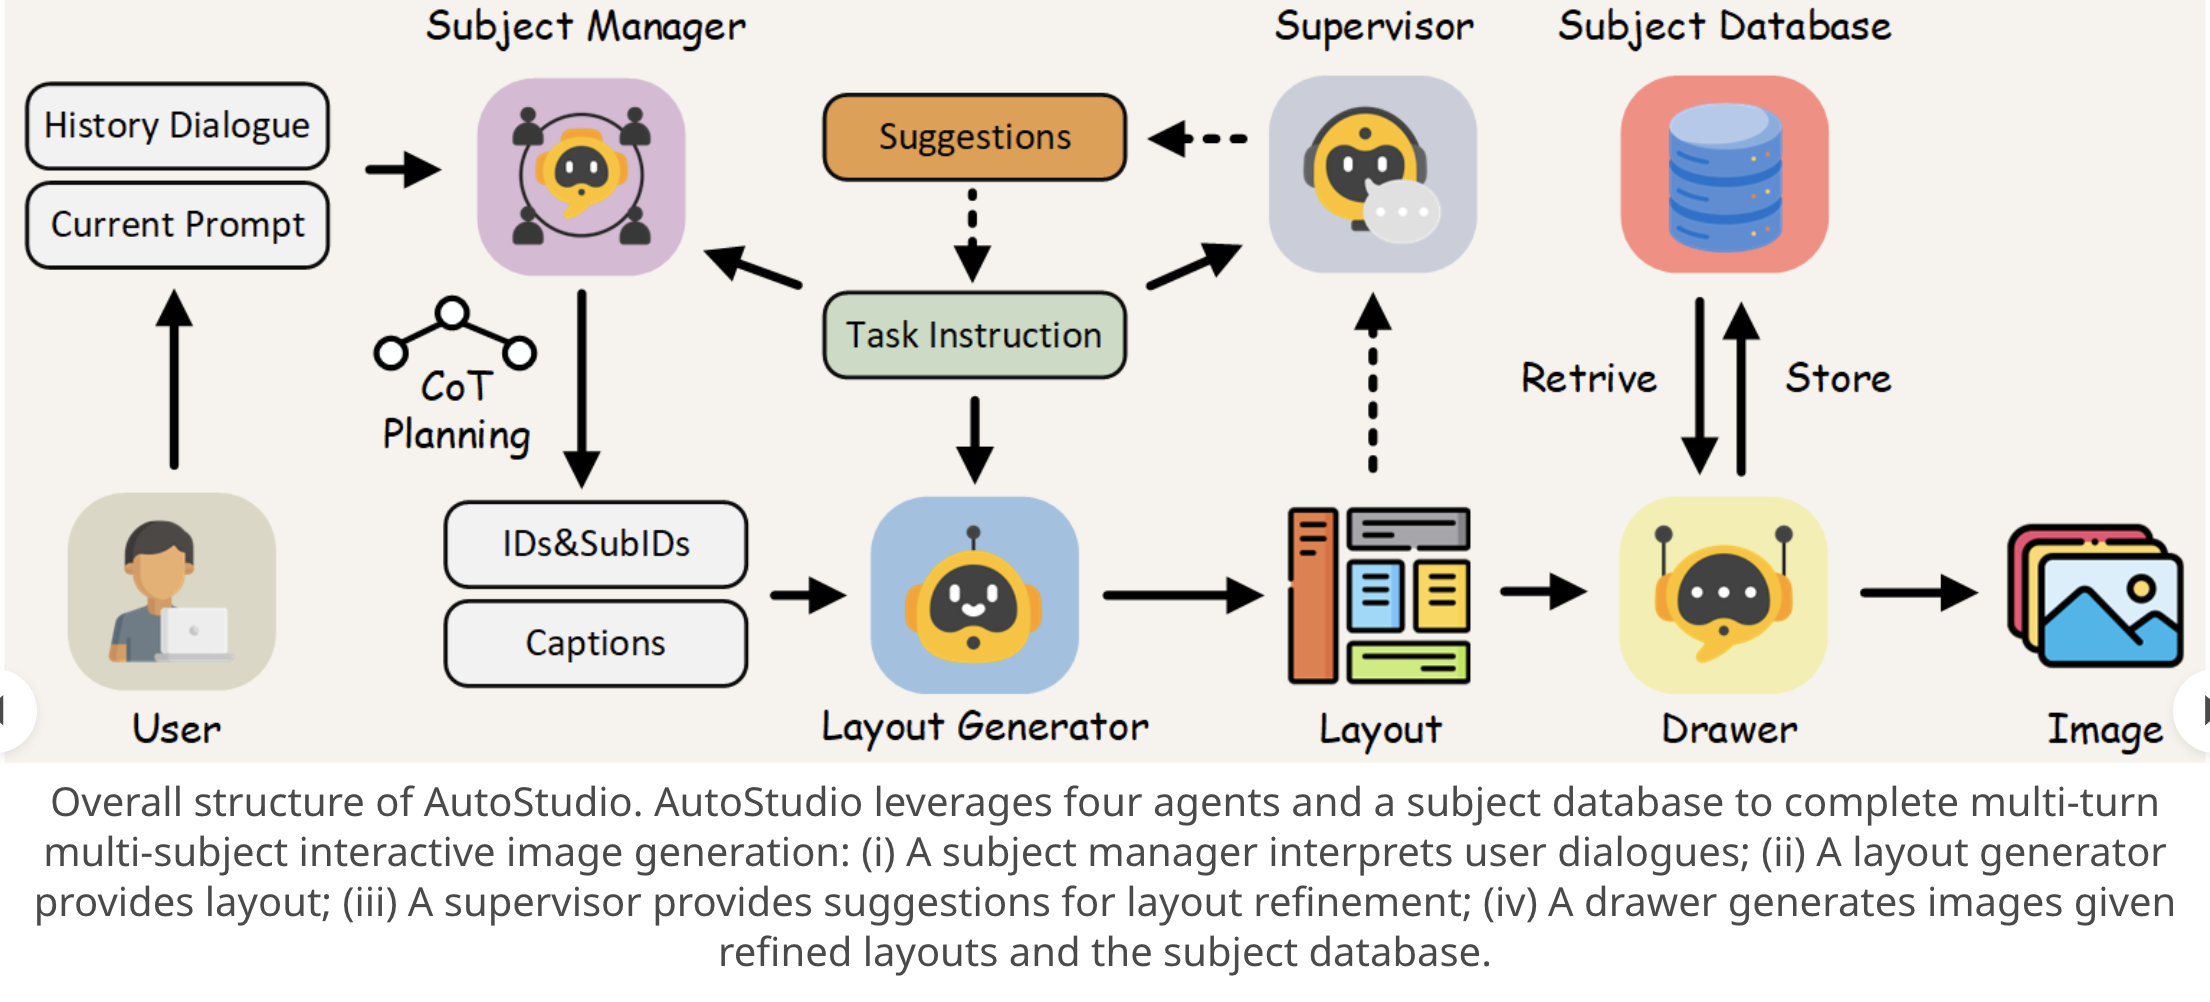 Subject Manager
Supervisor
Subject Database
History Dialogue
Current Prompt
Suggestions
Task Instruction
CoT
Planning
Retrive
Store
IDs&SubIDs
Captions
User
Layout Generator
Layout
Drawer
Image
Overall structure of AutoStudio. AutoStudio leverages four agents and a subject database to complete multi-turn
multi-subject interactive image generation: (i) A subject manager interprets user dialogues; (ii) A layout generator
provides layout; (iii) A supervisor provides suggestions for layout refinement; (iv) A drawer generates images given
refined layouts and the subject database.